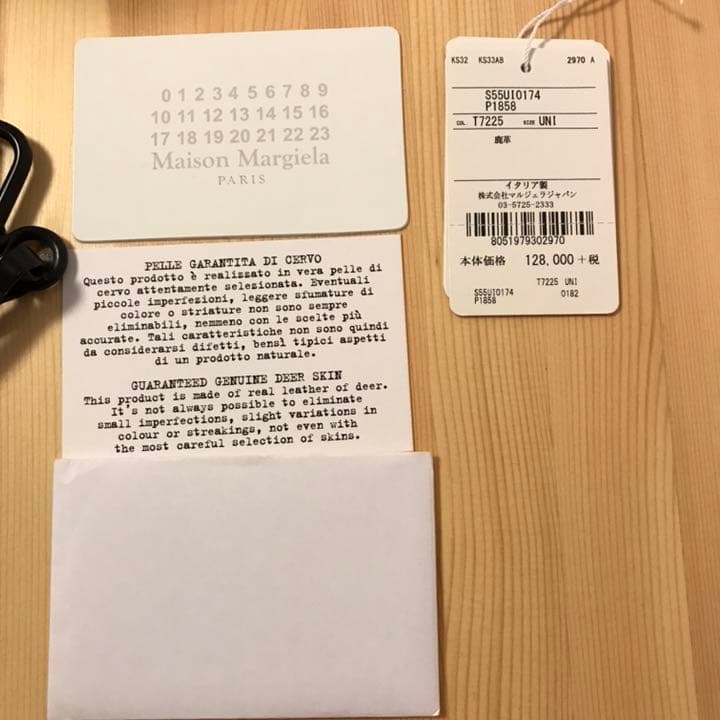 0 1 2 3 4 5 6 7 8 9
10 11 12 13 14 15 16
17 18 19 20 21 22 23
Maison Margiela
PARIS
PELLE GARANTITA DI CERVO
Questo prodotto è realizzato in vera pelle di
cervo attentamente selezionata. Eventuali
piccole imperfezioni, leggere sfumature di
colore o striature non sono sempre
eliminabili, nemmeno con le scelte più
accurate. Tali caratteristiche non sono quindi
da considerarsi difetti, bensì tipici aspetti
di un prodotto naturale.
GUARANTEED GENUINE DEER SKIN
This product is made of real leather of deer.
It's not always possible to eliminate
small imperfections, slight variations in
colour or streakings, not even with
the most careful selection of skins.
KS32 KS33AB 2970 A
S55UI0174
P1858
COL. T7225 SIZE UNI
鹿革
イタリア製
株式会社マルジェラジャパン
03-5725-2333
8051979302970
本体価格 128,000 +税
T7225 UNI
S55UI0174 0182
P1858